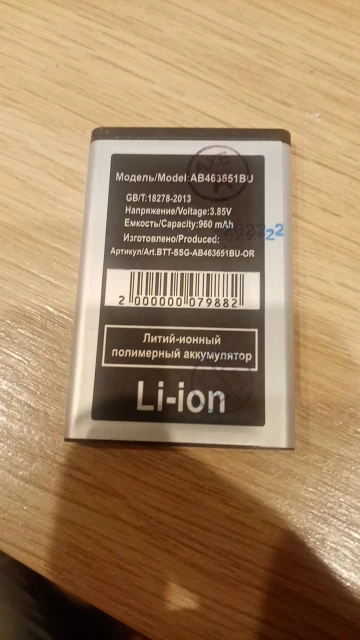 Модель/Model:AB463651BU
GB/T:18278-2013
Напряжение/Voltage:3.85V
Емкость/Capacity:960 mAh
Изготовлено/Produced:
Артикул/Art.BTT-SSG-AB463651BU-OR
2 000000 079882
Литий-ионный
полимерный аккумулятор
Li-ion